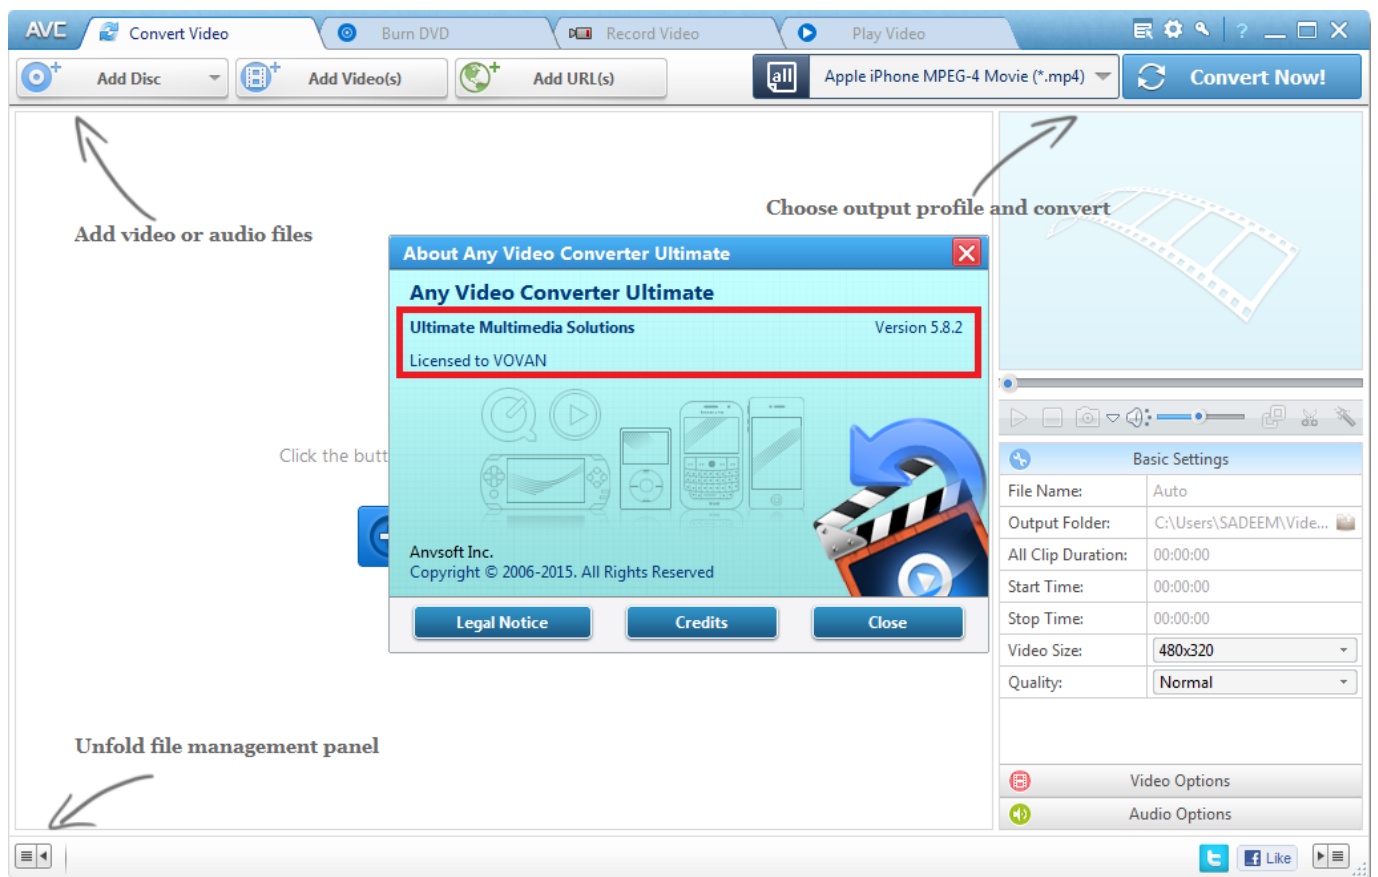 AVC Convert Video Burn DVD Record Video Play Video ?
Add Disc Add Video(s) Add URL(s) all Apple iPhone MPEG-4 Movie (*.mp4) Convert Now!
Choose output profile and convert
Add video or audio files
About Any Video Converter Ultimate
Any Video Converter Ultimate
Ultimate Multimedia Solutions Version 5.8.2
Licensed to VOVAN
Click the butt
Anvsoft Inc.
Copyright © 2006-2015. All Rights Reserved
Legal Notice Credits Close
Basic Settings
File Name: Auto
Output Folder: C:\Users\SADEEM\Vide...
All Clip Duration: 00:00:00
Start Time: 00:00:00
Stop Time: 00:00:00
Video Size: 480x320
Quality: Normal
Unfold file management panel
Video Options
Audio Options
Like